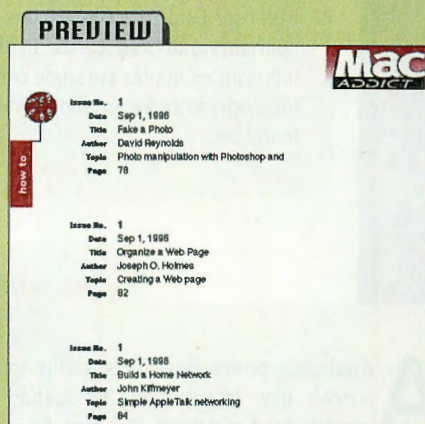 PREVIEW
Mac
ADDICT
how to
Issue No. 1
Date Sep 1, 1996
Title Fake a Photo
Author David Reynolds
Topic Photo manipulation with Photoshop and
Page 78
Issue No. 1
Date Sep 1, 1996
Title Organize a Web Page
Author Joseph O. Holmes
Topic Creating a Web page
Page 82
Issue No. 1
Date Sep 1, 1996
Title Build a Home Network
Author John Kiffmeyer
Topic Simple AppleTalk networking
Page 84